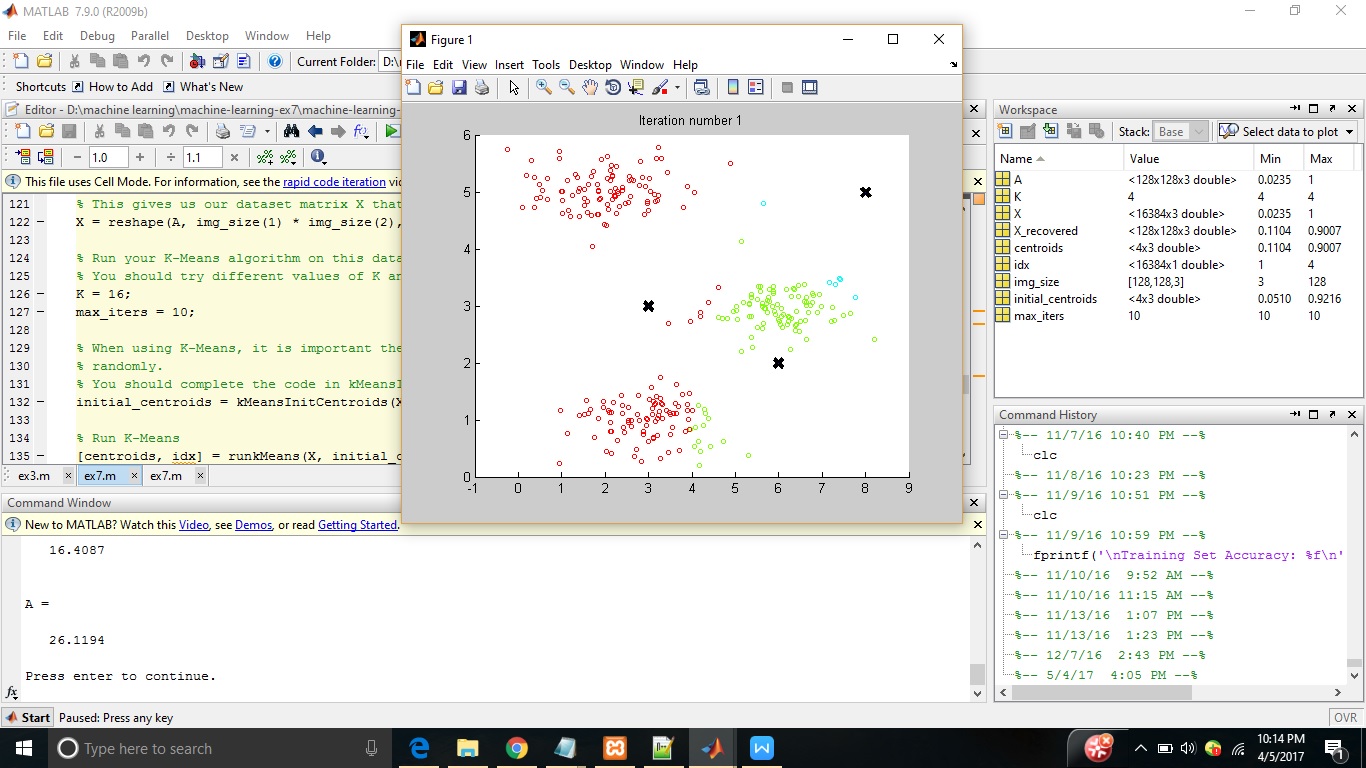 MATLAB 7.9.0 (R2009b)
File Edit Debug Parallel Desktop Window Help
Current Folder: D:\
Shortcuts How to Add What's New
Editor - D:\machine learning\machine-learning-ex7\machine-learning-
1.0 1.1
This file uses Cell Mode. For information, see the rapid code iteration
121 % This gives us our dataset matrix X that
122 X = reshape(A, img_size(1) * img_size(2),
123
124 % Run your K-Means algorithm on this data
125 % You should try different values of K an
126 K = 16;
127 max_iters = 10;
128
129 % When using K-Means, it is important the
130 % randomly.
131 % You should complete the code in kMeansI
132 initial_centroids = kMeansInitCentroids(X
133
134 % Run K-Means
135 [centroids, idx] = runkMeans(X, initial_c
ex3.m ex7.m ex7.m
Command Window
New to MATLAB? Watch this Video, see Demos, or read Getting Started.
16.4087
A =
26.1194
Press enter to continue.
fx
Figure 1
File Edit View Insert Tools Desktop Window Help
Iteration number 1
6
5
4
3
2
1
0
-1 0 1 2 3 4 5 6 7 8 9
Workspace
Stack: Base Select data to plot
Name Value Min Max
A <128x128x3 double> 0.0235 1
K 4 4 4
X <16384x3 double> 0.0235 1
X_recovered <128x128x3 double> 0.1104 0.9007
centroids <4x3 double> 0.1104 0.9007
idx <16384x1 double> 1 4
img_size [128,128,3] 3 128
initial_centroids <4x3 double> 0.0510 0.9216
max_iters 10 10 10
Command History
%-- 11/7/16 10:40 PM --%
clc
%-- 11/8/16 10:23 PM --%
%-- 11/9/16 10:51 PM --%
clc
%-- 11/9/16 10:59 PM --%
fprintf('\nTraining Set Accuracy: %f\n'
%-- 11/10/16 9:52 AM --%
%-- 11/10/16 11:15 AM --%
%-- 11/13/16 1:07 PM --%
%-- 11/13/16 1:23 PM --%
%-- 12/7/16 2:43 PM --%
%-- 5/4/17 4:05 PM --%
Start Paused: Press any key
OVR
Type here to search
10:14 PM
4/5/2017
1